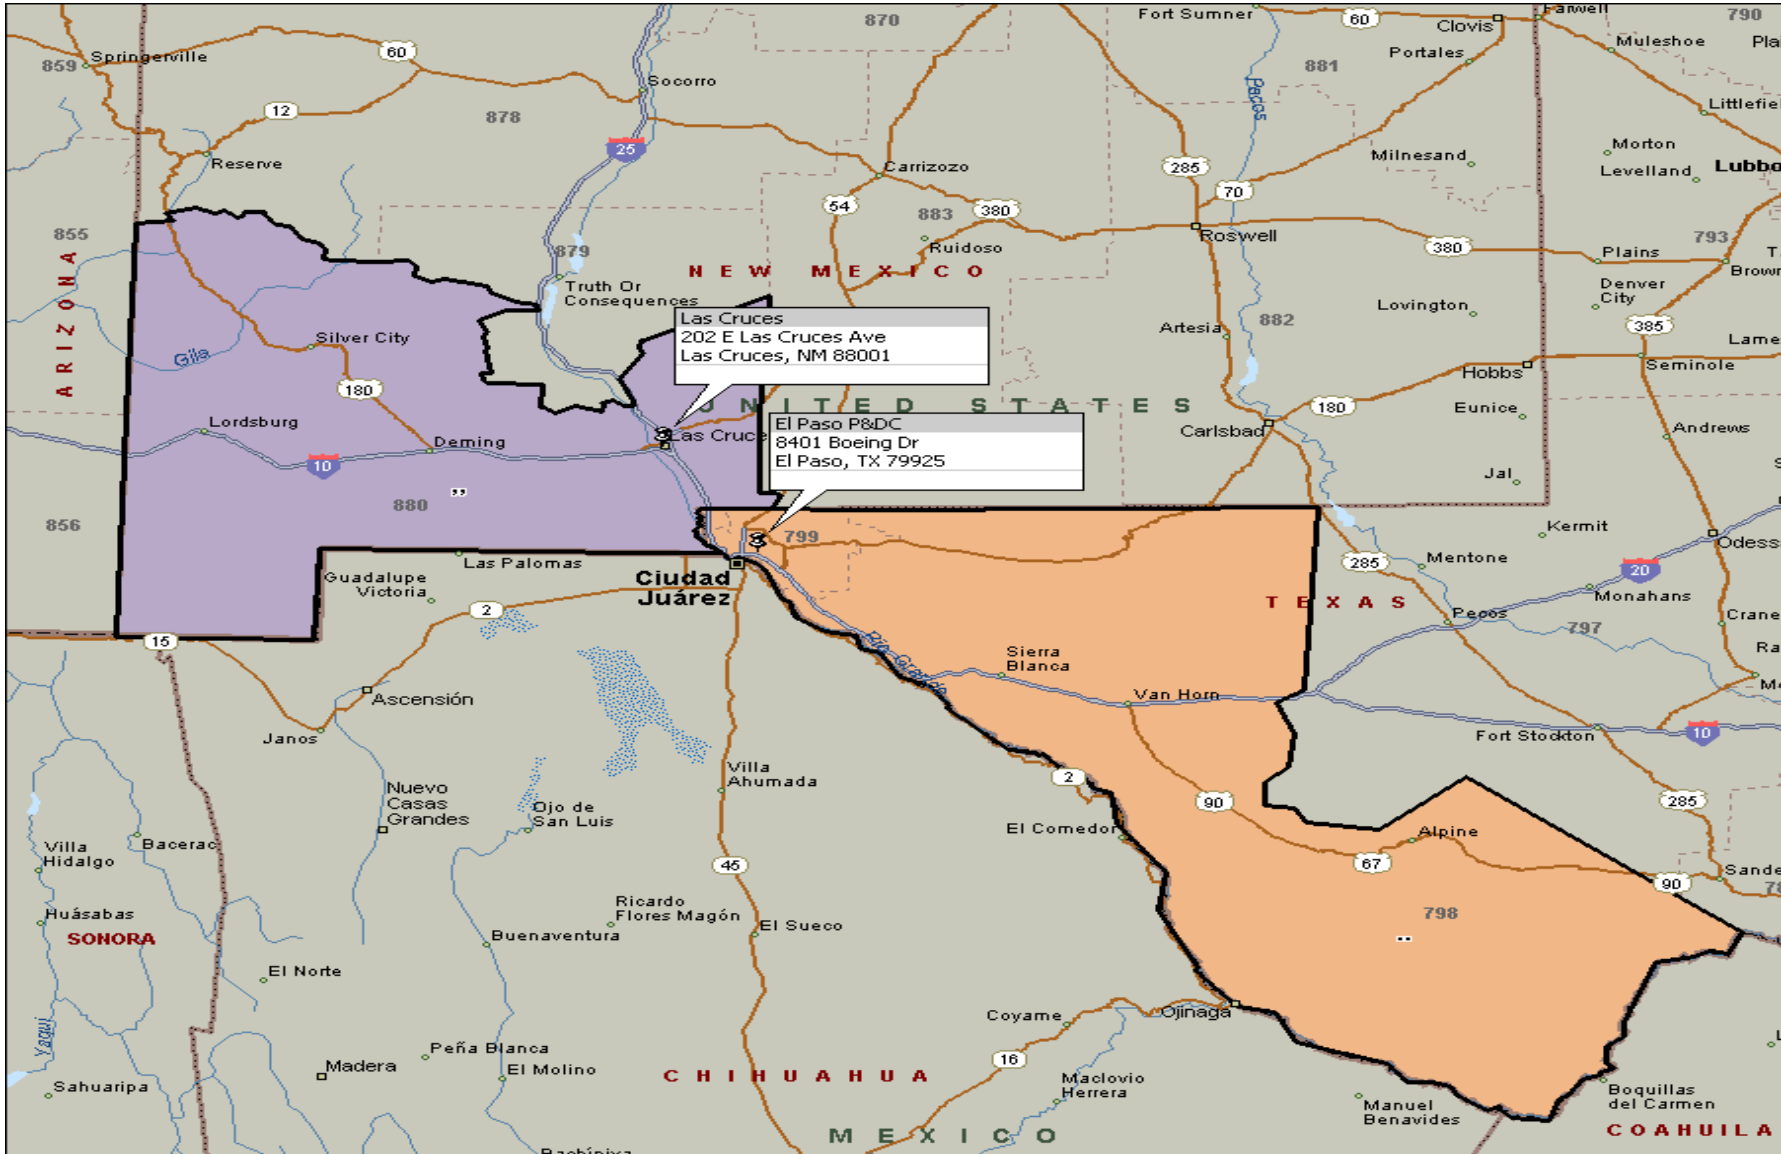 870
Fort Sumner
60
Clovis
Farwell
790
Springerville
859
60
Portales
Muleshoe
Pla
881
Socorro
Pecos
12
878
Littlefiel
25
Reserve
Carrizozo
285
Milnesand
Morton
Levelland
Lubbo
70
54
883
380
855
Ruidoso
Roswell
380
Plains
793
Brown
879
NEW MEXICO
Truth Or
Consequences
Denver
City
ARIZONA
Lovington
Las Cruces
202 E Las Cruces Ave
Las Cruces, NM 88001
Artesia
882
385
Silver City
Gila
Lame
Hobbs
Seminole
180
UNITED STATES
180
Eunice
Lordsburg
Deming
Las Cruce
Carlsbad
Andrews
El Paso P&DC
8401 Boeing Dr
El Paso, TX 79925
10
Jal
880
856
799
Kermit
Odess
Las Palomas
Mentone
285
20
Ciudad
Juárez
Guadalupe
Victoria
2
TEXAS
Monahans
Pecos
Crane
797
15
Rio Grande
Sierra
Blanca
Ra
Ascensión
Van Horn
Janos
Fort Stockton
10
Villa
Ahumada
2
Nuevo
Casas
Grandes
90
285
Ojo de
San Luis
El Comedor
Alpine
Villa
Hidalgo
Bacerac
45
67
90
Sande
Huásabas
Ricardo
Flores Magón
El Sueco
798
SONORA
Buenaventura
El Norte
Yaqui
Coyame
Ojinaga
Peña Blanca
16
Madera
El Molino
CHIHUAHUA
Sahuaripa
Maclovio
Herrera
Manuel
Benavides
Boquillas
del Carmen
MEXICO
COAHUILA